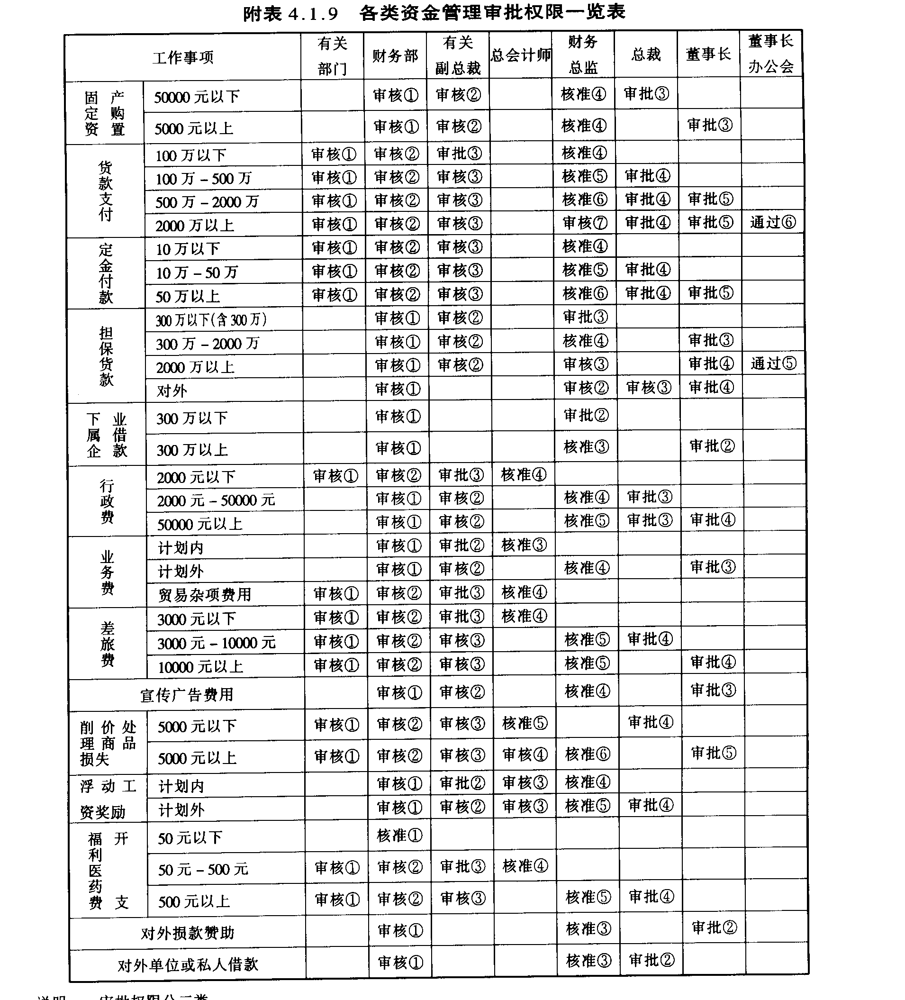 附表 4.1.9 各类资金管理审批权限一览表
工作事项 有关部门 财务部 有关副总裁 总会计师 财务总监 总裁 董事长 董事长办公会
固定资产购置
50000 元以下 审核① 审核② 核准④ 审批③
5000 元以上 审核① 审核② 核准④ 审批③
货款支付
100 万以下 审核① 审核② 审批③ 核准④
100 万－500 万 审核① 审核② 审核③ 核准⑤ 审批④
500 万－2000 万 审核① 审核② 审核③ 核准⑥ 审批④ 审批⑤
2000 万以上 审核① 审核② 审核③ 审核⑦ 审批④ 审批⑤ 通过⑥
定金付款
10 万以下 审核① 审核② 审核③ 核准④
10 万－50 万 审核① 审核② 审核③ 核准⑤ 审批④
50 万以上 审核① 审核② 审核③ 核准⑥ 审批④ 审批⑤
担保货款
300 万以下(含 300 万) 审核① 审核② 审批③
300 万－2000 万 审核① 审核② 核准④ 审批③
2000 万以上 审核① 审核② 审核③ 审批④ 通过⑤
对外 审核① 审核② 审核③ 审批④
下属企业借款
300 万以下 审核① 审批②
300 万以上 审核① 核准③ 审批②
行政费
2000 元以下 审核① 审核② 审批③ 核准④
2000 元－50000 元 审核① 审核② 核准④ 审批③
50000 元以上 审核① 审核② 核准⑤ 审批③ 审批④
业务费
计划内 审核① 审批② 核准③
计划外 审核① 审核② 核准④ 审批③
贸易杂项费用 审核① 审核② 审批③ 核准④
差旅费
3000 元以下 审核① 审核② 审批③ 核准④
3000 元－10000 元 审核① 审核② 审核③ 核准⑤ 审批④
10000 元以上 审核① 审核② 审核③ 核准⑤ 审批④
宣传广告费用 审核① 审核② 核准④ 审批③
削价处理商品损失
5000 元以下 审核① 审核② 审核③ 核准⑤ 审批④
5000 元以上 审核① 审核② 审核③ 审核④ 核准⑥ 审批⑤
浮动工资奖励
计划内 审核① 审批② 审核③ 核准④
计划外 审核① 审核② 审核③ 核准⑤ 审批④
福利医药费开支
50 元以下 核准①
50 元－500 元 审核① 审核② 审批③ 核准④
500 元以上 审核① 审核② 审核③ 核准⑤ 审批④
对外损款赞助 审核① 核准③ 审批②
对外单位或私人借款 审核① 核准③ 审批②